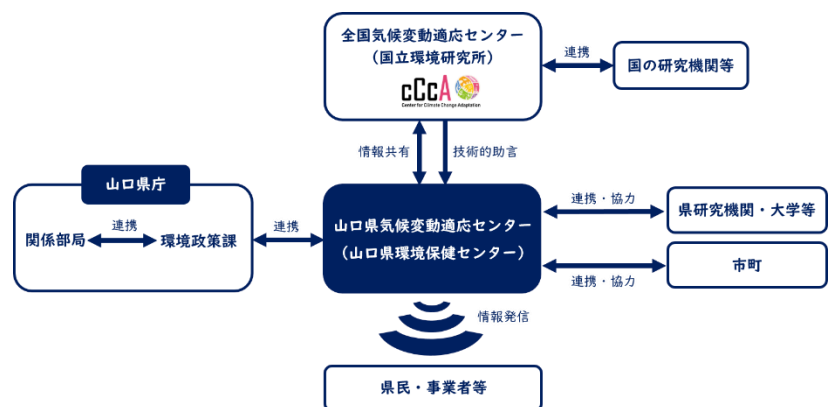 全国気候変動適応センター
（国立環境研究所）
cCcA
Center for Climate Change Adaptation
連携
国の研究機関等
情報共有
技術的助言
山口県庁
関係部局
連携
環境政策課
連携
山口県気候変動適応センター
（山口県環境保健センター）
連携・協力
県研究機関・大学等
市町
連携・協力
情報発信
県民・事業者等